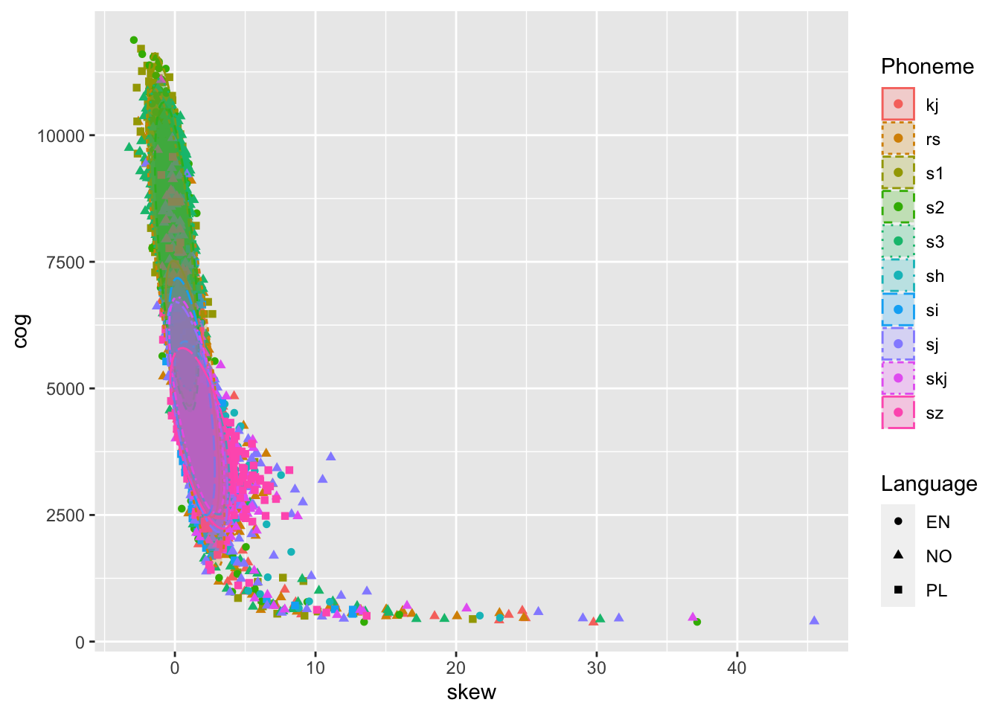 cog
10000
7500
5000
2500
0
0
10
20
30
40
skew
Phoneme
kj
rs
s1
s2
s3
sh
si
sj
skj
sz
Language
EN
NO
PL